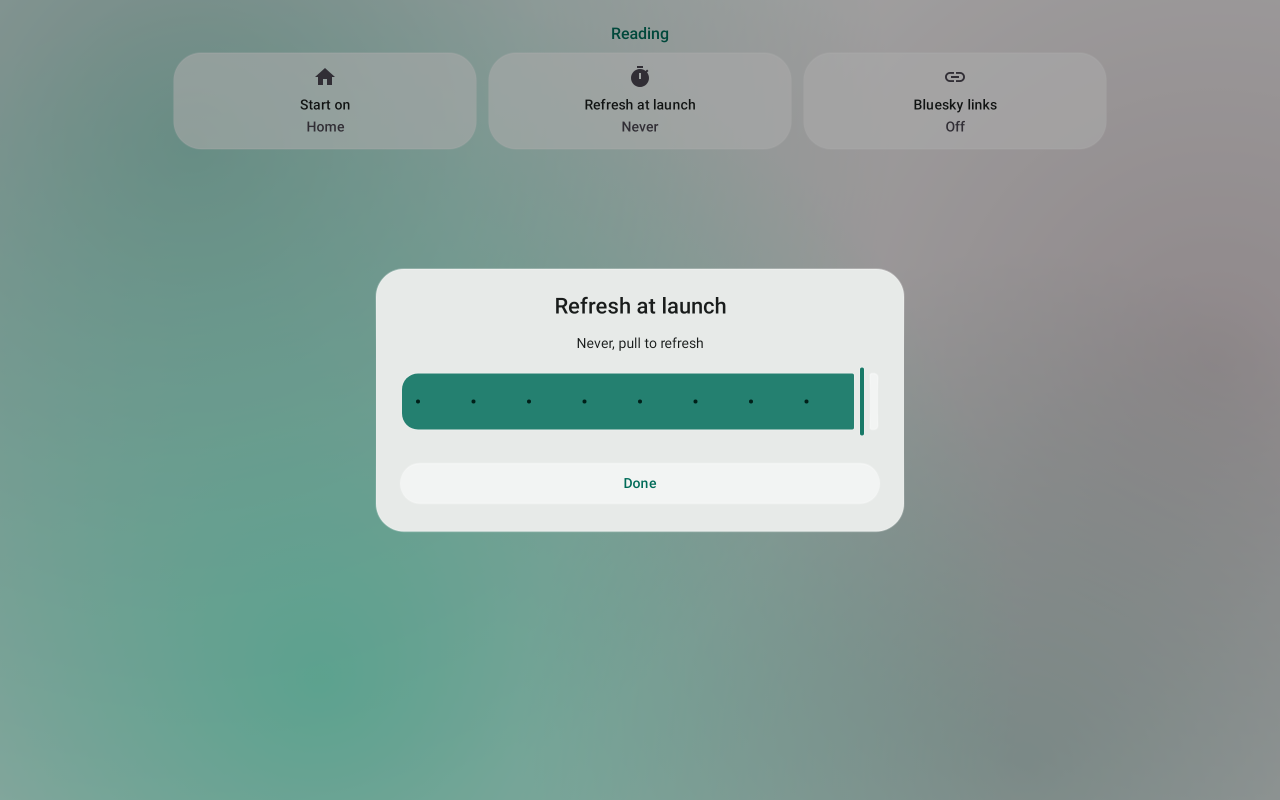 Reading
Start on
Home
Refresh at launch
Never
Bluesky links
Off
Refresh at launch
Never, pull to refresh
Done